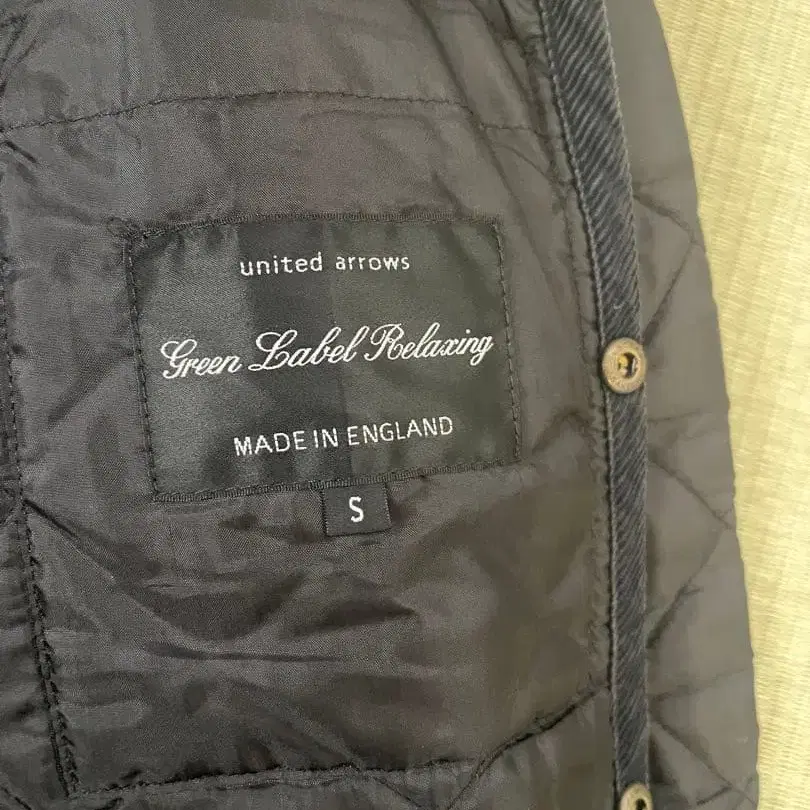 united arrows
Green Label Relaxing
MADE IN ENGLAND
S